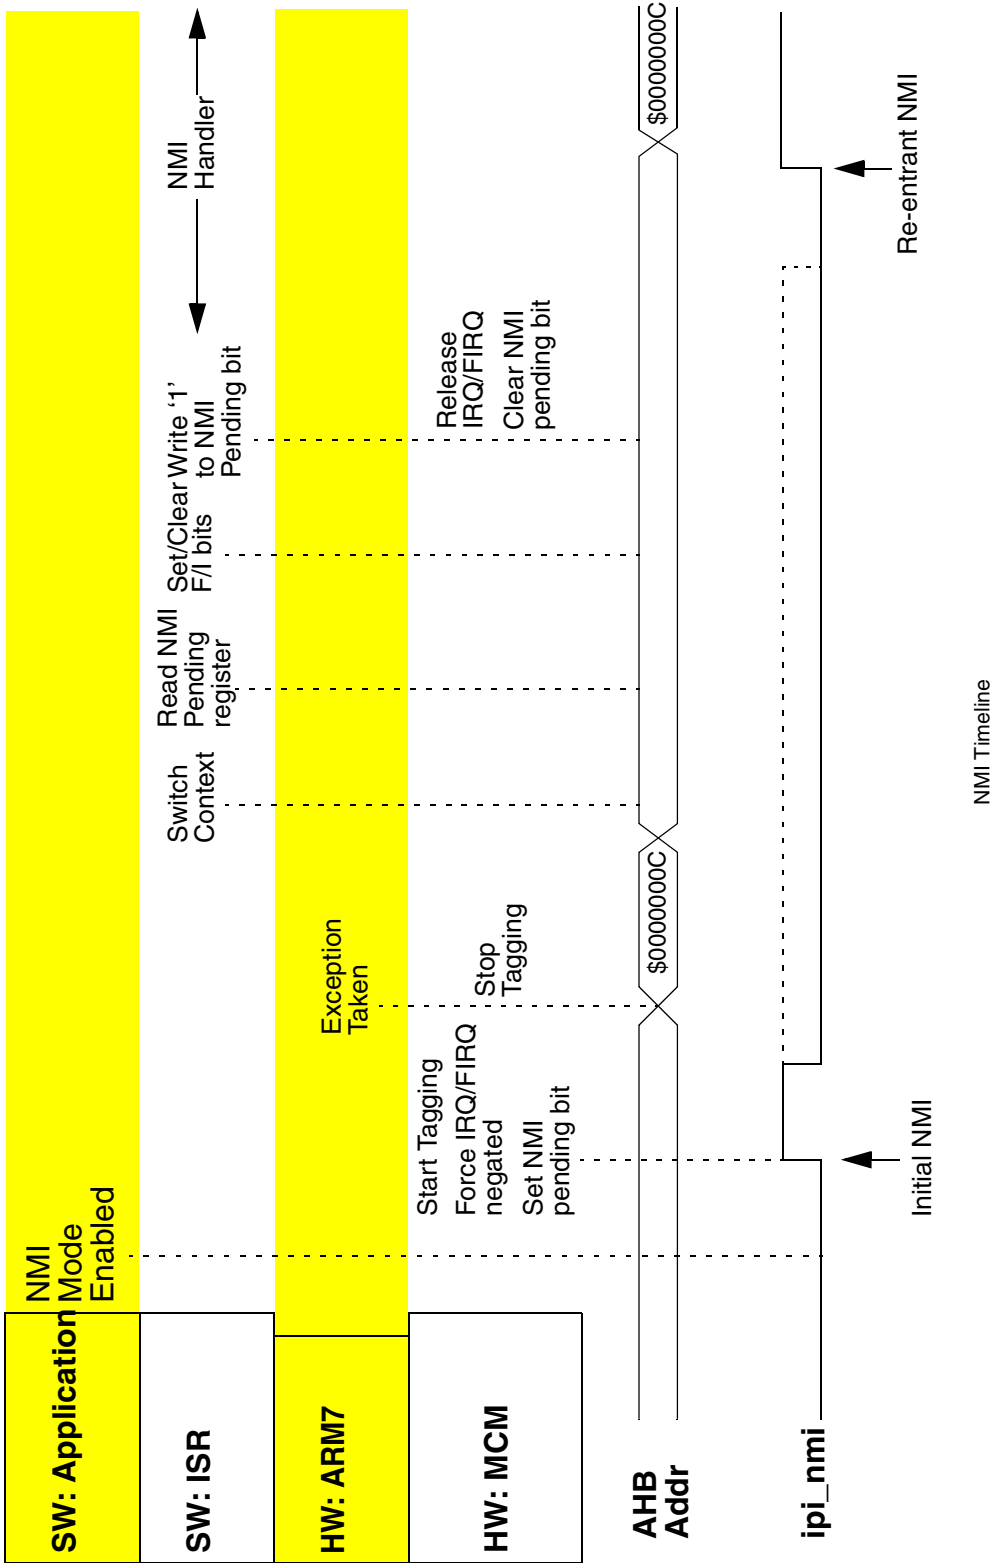 SW: Application
NMI
Mode
Enabled
SW: ISR
Switch
Context
Read NMI
Pending
register
Set/Clear
F/I bits
Write ‘1’
to NMI
Pending bit
NMI
Handler
HW: ARM7
Exception
Taken
HW: MCM
Start Tagging
Force IRQ/FIRQ
negated
Set NMI
pending bit
Stop
Tagging
Release
IRQ/FIRQ
Clear NMI
pending bit
AHB
Addr
$0000000C
$0000000C
ipi_nmi
Initial NMI
Re-entrant NMI
NMI Timeline